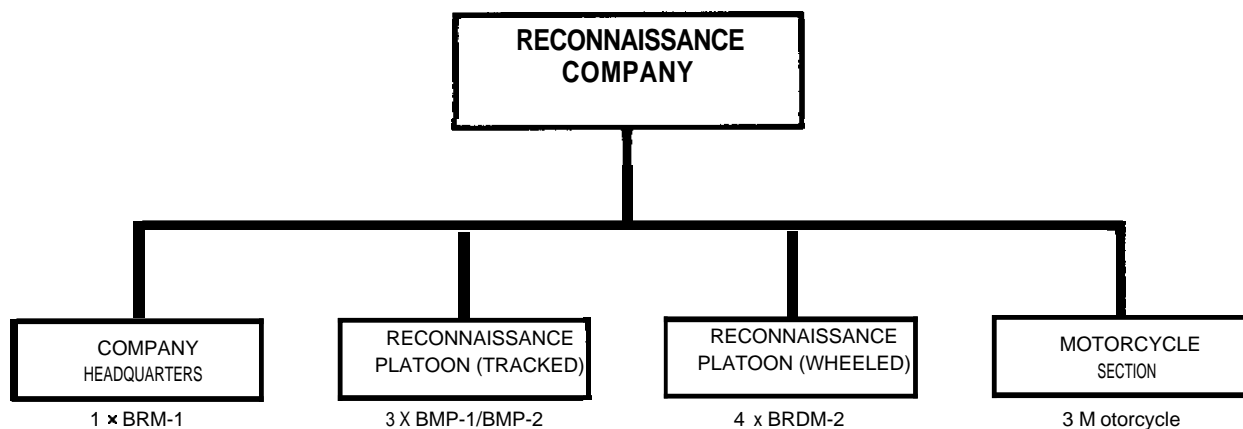 RECONNAISSANCE
COMPANY
COMPANY
HEADQUARTERS
RECONNAISSANCE
PLATOON (TRACKED)
RECONNAISSANCE
PLATOON (WHEELED)
MOTORCYCLE
SECTION
1 × BRM-1
3 X BMP-1/BMP-2
4 x BRDM-2
3 M otorcycle